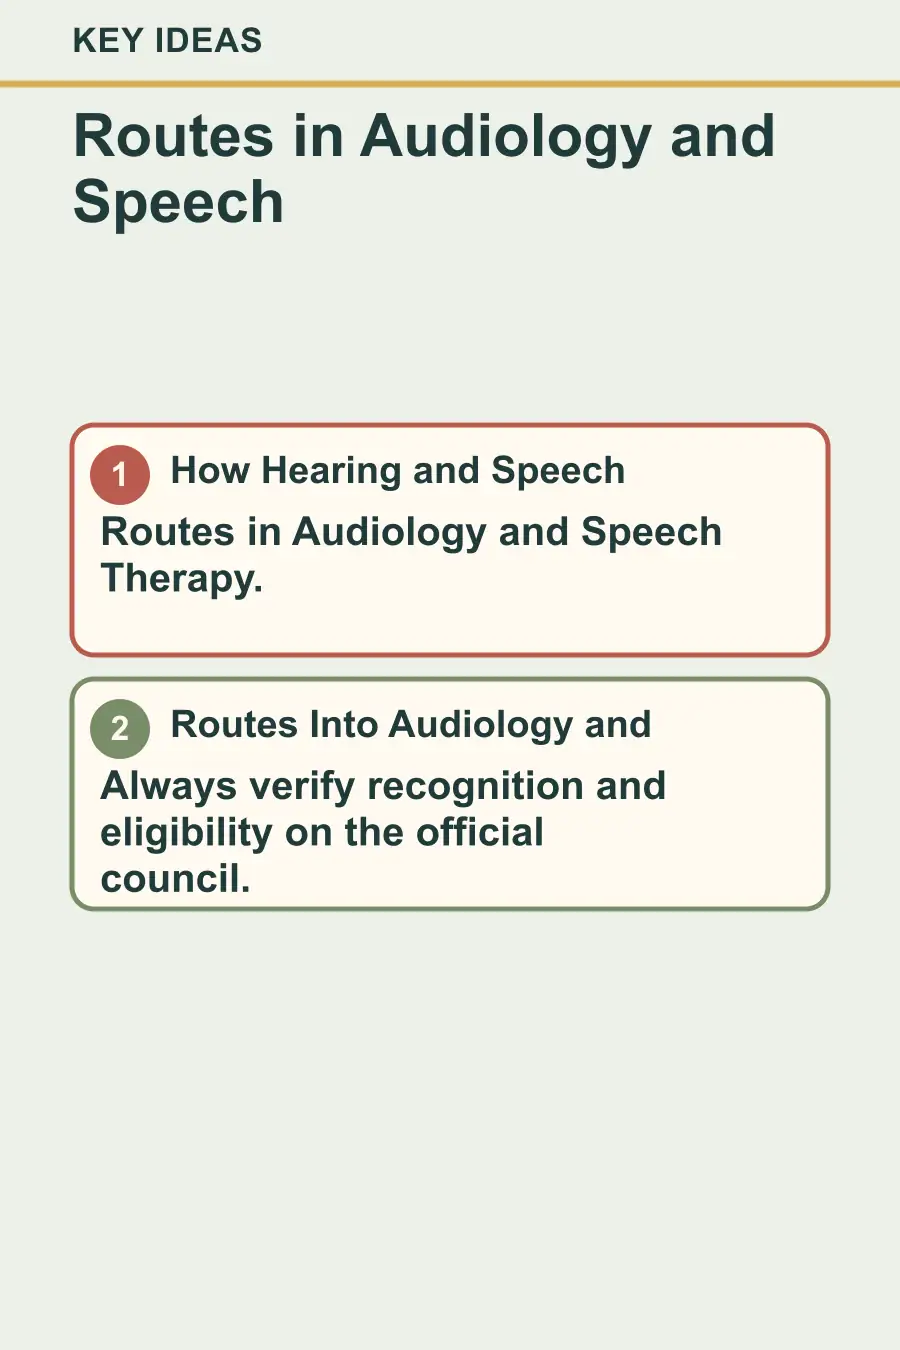 KEY IDEAS
Routes in Audiology and
Speech
1 How Hearing and Speech
Routes in Audiology and Speech
Therapy.
2 Routes Into Audiology and
Always verify recognition and
eligibility on the official
council.